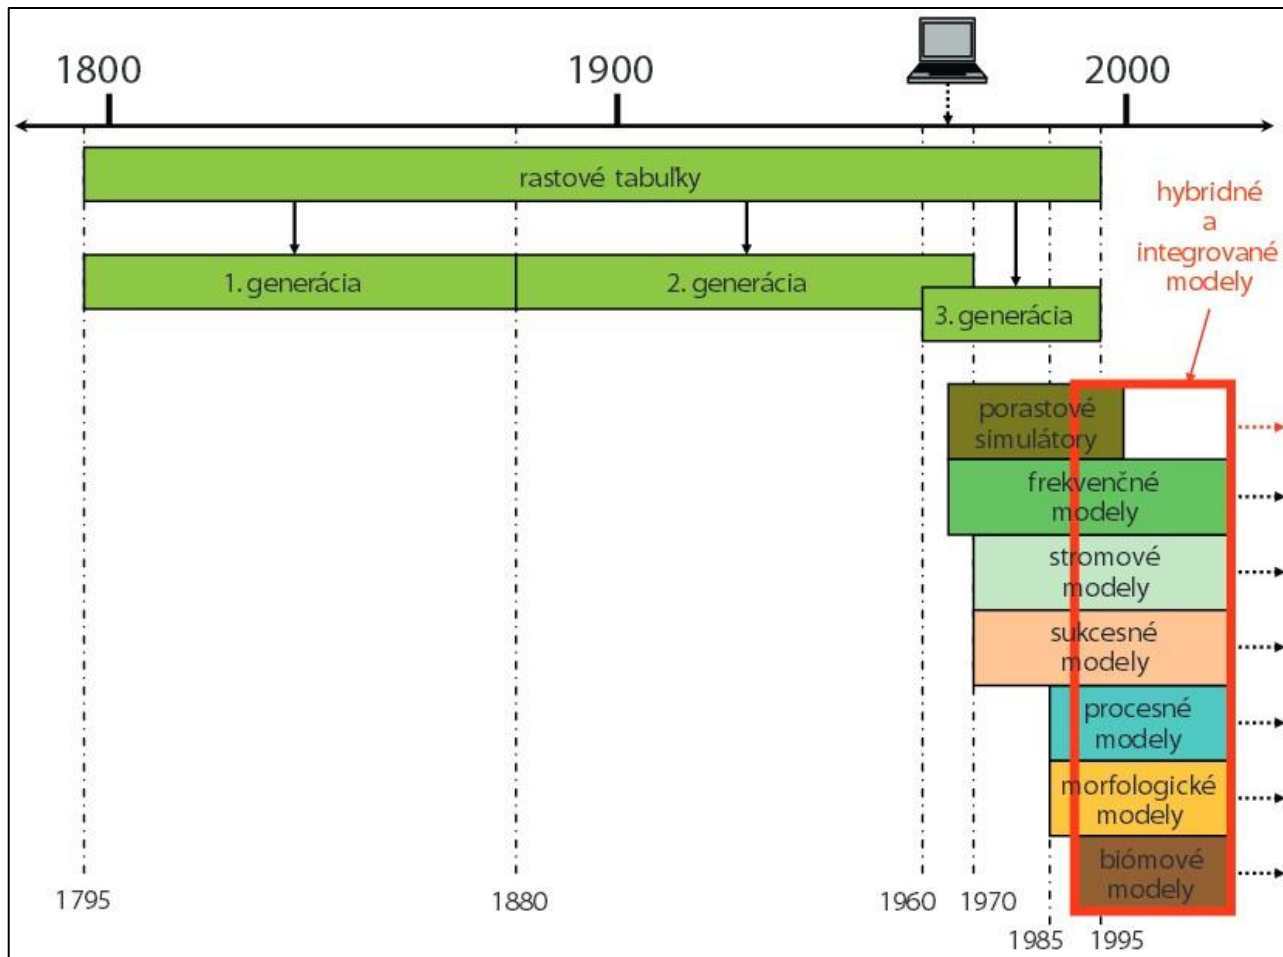 1800
1900
2000
rastové tabuľky
1. generácia
2. generácia
3. generácia
hybridné
a
integrované
modely
porastové
simulátory
frekvenčné
modely
stromové
modely
sukcesné
modely
procesné
modely
morfologické
modely
biómové
modely
1795
1880
1960
1970
1985
1995